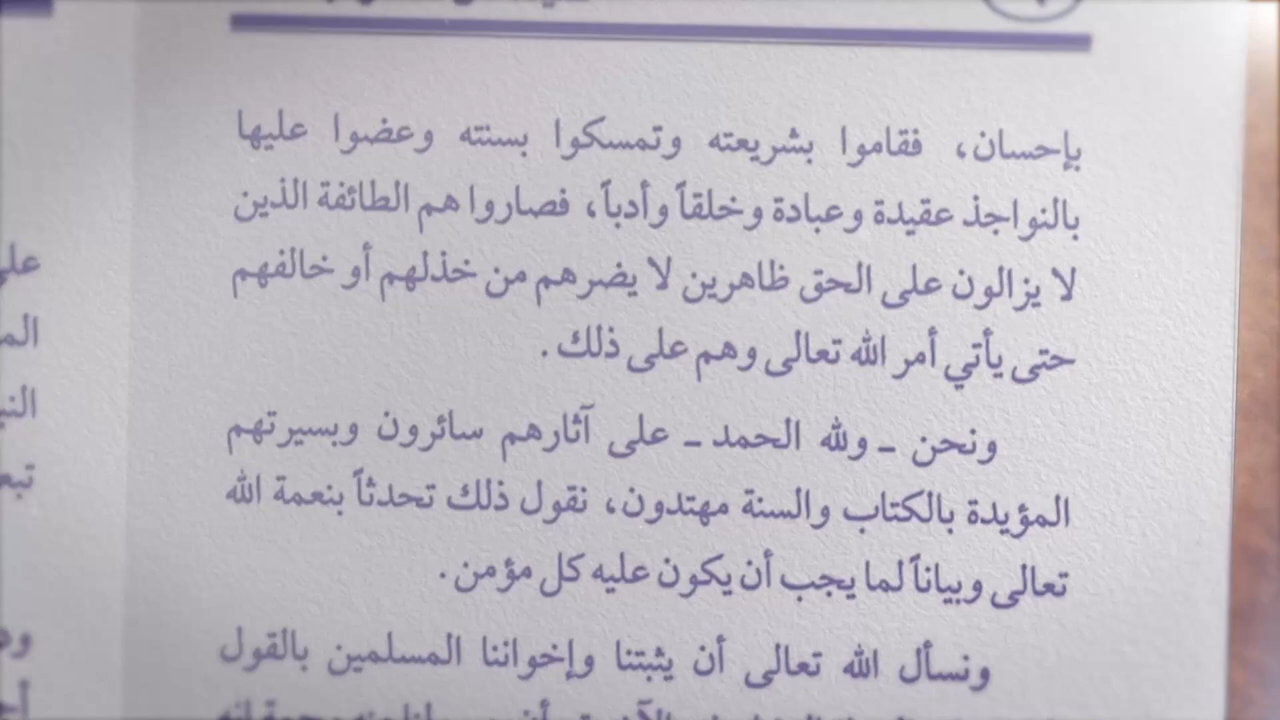 بإحسان، فقاموا بشريعته وتمسكوا بسنته وعضوا عليها
بالنواجذ عقيدة وعبادة وخلقاً وأدباً، فصاروا هم الطائفة الذين
لا يزالون على الحق ظاهرين لا يضرهم من خذلهم أو خالفهم
حتى يأتي أمر الله تعالى وهم على ذلك.
ونحن ـ ولله الحمد ـ على آثارهم سائرون وبسيرتهم
المؤيدة بالكتاب والسنة مهتدون، نقول ذلك تحدثاً بنعمة الله
تعالى وبياناً لما يجب أن يكون عليه كل مؤمن.
ونسأل الله تعالى أن يثبتنا وإخواننا المسلمين بالقول